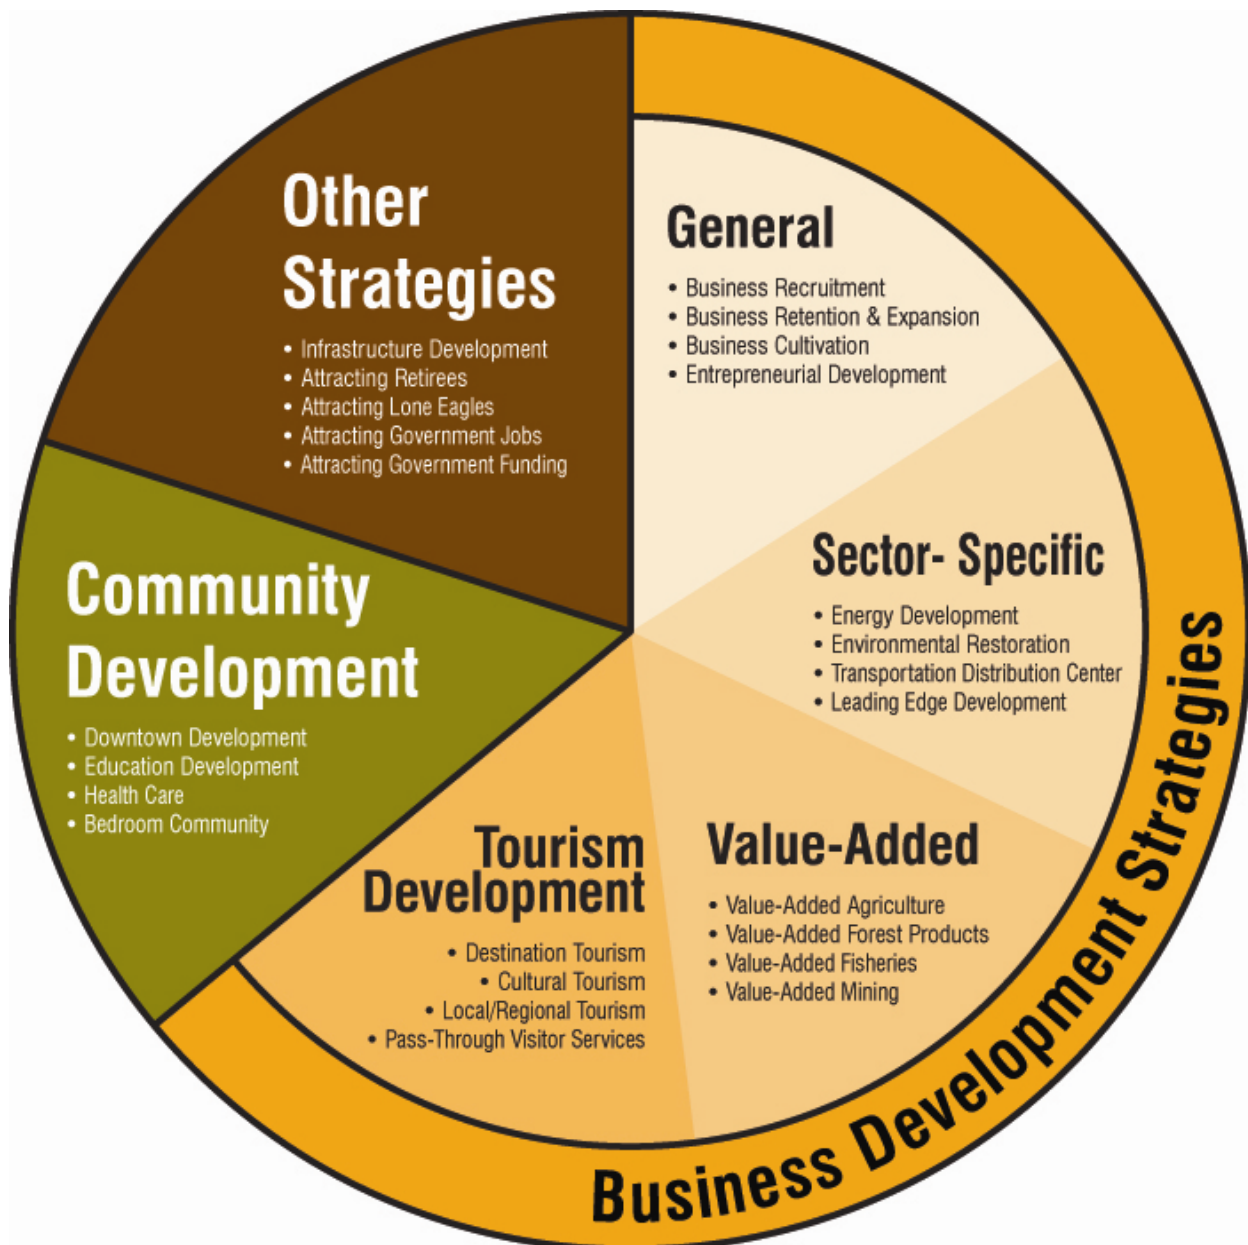 Other
Strategies
• Infrastructure Development
• Attracting Retirees
• Attracting Lone Eagles
• Attracting Government Jobs
• Attracting Government Funding
General
• Business Recruitment
• Business Retention & Expansion
• Business Cultivation
• Entrepreneurial Development
Sector- Specific
• Energy Development
• Environmental Restoration
• Transportation Distribution Center
• Leading Edge Development
Community
Development
• Downtown Development
• Education Development
• Health Care
• Bedroom Community
Tourism
Development
• Destination Tourism
• Cultural Tourism
• Local/Regional Tourism
• Pass-Through Visitor Services
Value-Added
• Value-Added Agriculture
• Value-Added Forest Products
• Value-Added Fisheries
• Value-Added Mining
Business Development Strategies